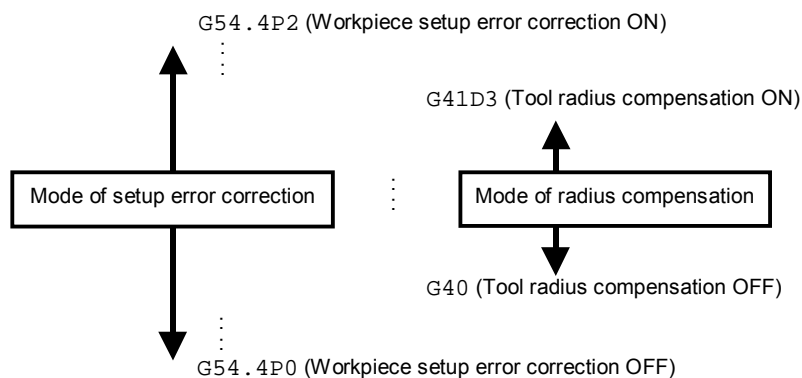 G54.4P2 (Workpiece setup error correction ON)
G41D3 (Tool radius compensation ON)
Mode of setup error correction
Mode of radius compensation
G40 (Tool radius compensation OFF)
G54.4P0 (Workpiece setup error correction OFF)